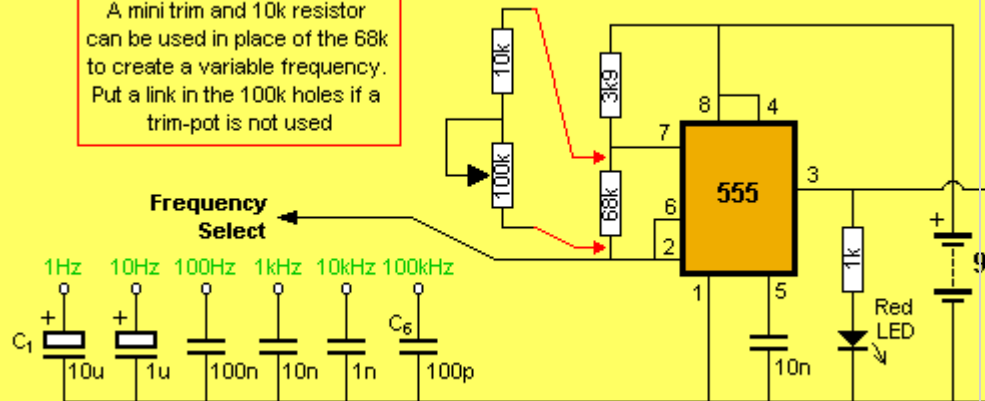 A mini trim and 10k resistor
can be used in place of the 68k
to create a variable frequency.
Put a link in the 100k holes if a
trim-pot is not used
10k
3k9
8
4
7
100k
68k
555
3
6
2
Frequency
Select
1k
+
9
1Hz
10Hz
100Hz
1kHz
10kHz
100kHz
1
5
Red
LED
+
+
C1
C6
10u
1u
100n
10n
1n
100p
10n